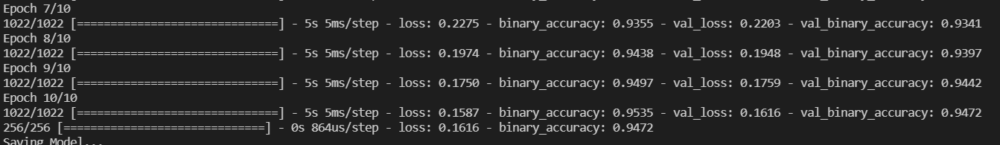 Epoch 7/10
1022/1022 [==============================] - 5s 5ms/step - loss: 0.2275 - binary_accuracy: 0.9355 - val_loss: 0.2203 - val_binary_accuracy: 0.9341
Epoch 8/10
1022/1022 [==============================] - 5s 5ms/step - loss: 0.1974 - binary_accuracy: 0.9438 - val_loss: 0.1948 - val_binary_accuracy: 0.9397
Epoch 9/10
1022/1022 [==============================] - 5s 5ms/step - loss: 0.1750 - binary_accuracy: 0.9497 - val_loss: 0.1759 - val_binary_accuracy: 0.9442
Epoch 10/10
1022/1022 [==============================] - 5s 5ms/step - loss: 0.1587 - binary_accuracy: 0.9535 - val_loss: 0.1616 - val_binary_accuracy: 0.9472
256/256 [==============================] - 0s 864us/step - loss: 0.1616 - binary_accuracy: 0.9472
Saving Model...